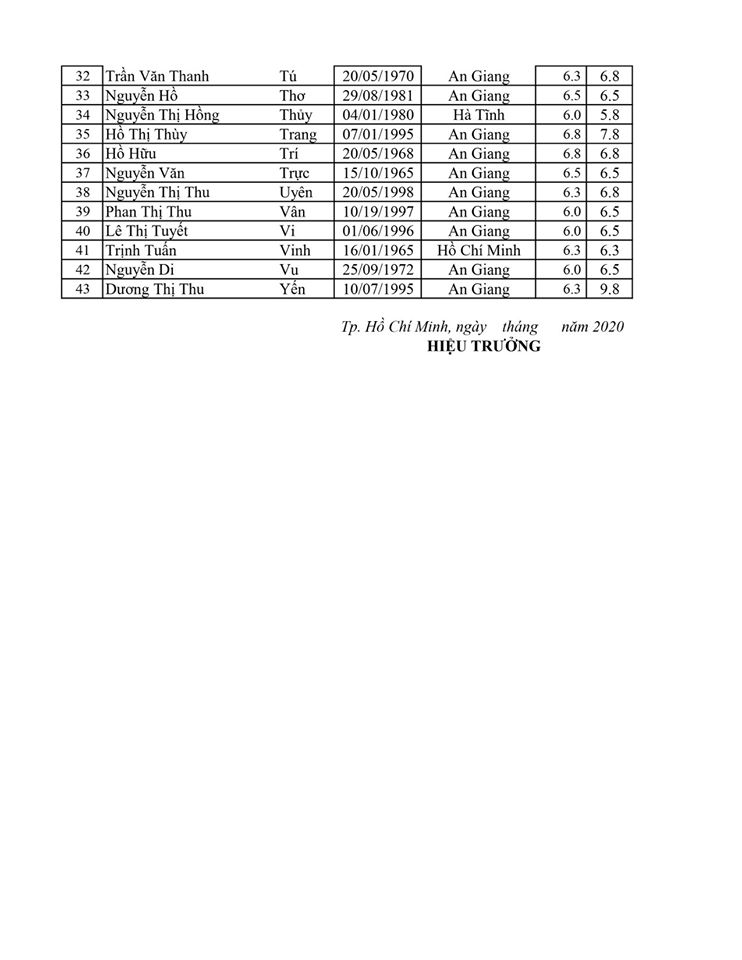 32 Trần Văn Thanh Tú 20/05/1970 An Giang 6.3 6.8
33 Nguyễn Hồ Thơ 29/08/1981 An Giang 6.5 6.5
34 Nguyễn Thị Hồng Thủy 04/01/1980 Hà Tĩnh 6.0 5.8
35 Hồ Thị Thùy Trang 07/01/1995 An Giang 6.8 7.8
36 Hồ Hữu Trí 20/05/1968 An Giang 6.8 6.8
37 Nguyễn Văn Trực 15/10/1965 An Giang 6.5 6.5
38 Nguyễn Thị Thu Uyên 20/05/1998 An Giang 6.3 6.8
39 Phan Thị Thu Vân 10/19/1997 An Giang 6.0 6.5
40 Lê Thị Tuyết Vi 01/06/1996 An Giang 6.0 6.5
41 Trịnh Tuấn Vinh 16/01/1965 Hồ Chí Minh 6.3 6.3
42 Nguyễn Di Vu 25/09/1972 An Giang 6.0 6.5
43 Dương Thị Thu Yến 10/07/1995 An Giang 6.3 9.8
Tp. Hồ Chí Minh, ngày tháng năm 2020
HIỆU TRƯỞNG